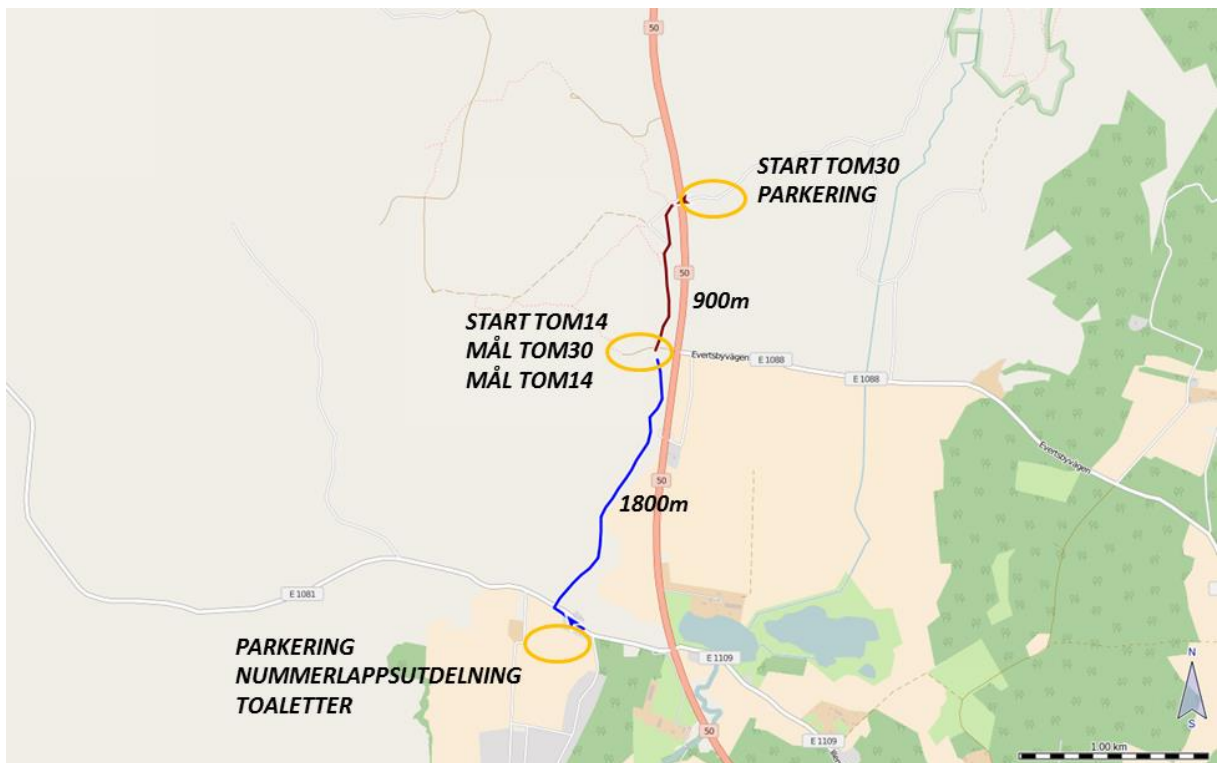 50
START TOM30
PARKERING
50
900m
START TOM14
MÅL TOM30
MÅL TOM14
Evertsbyvägen
E 1088
E 1088
Evertsbyvägen
50
1800m
E 1081
PARKERING
NUMMERLAPPSUTDELNING
TOALETTER
E 1109
N
S
50
E 1109
1:00 km